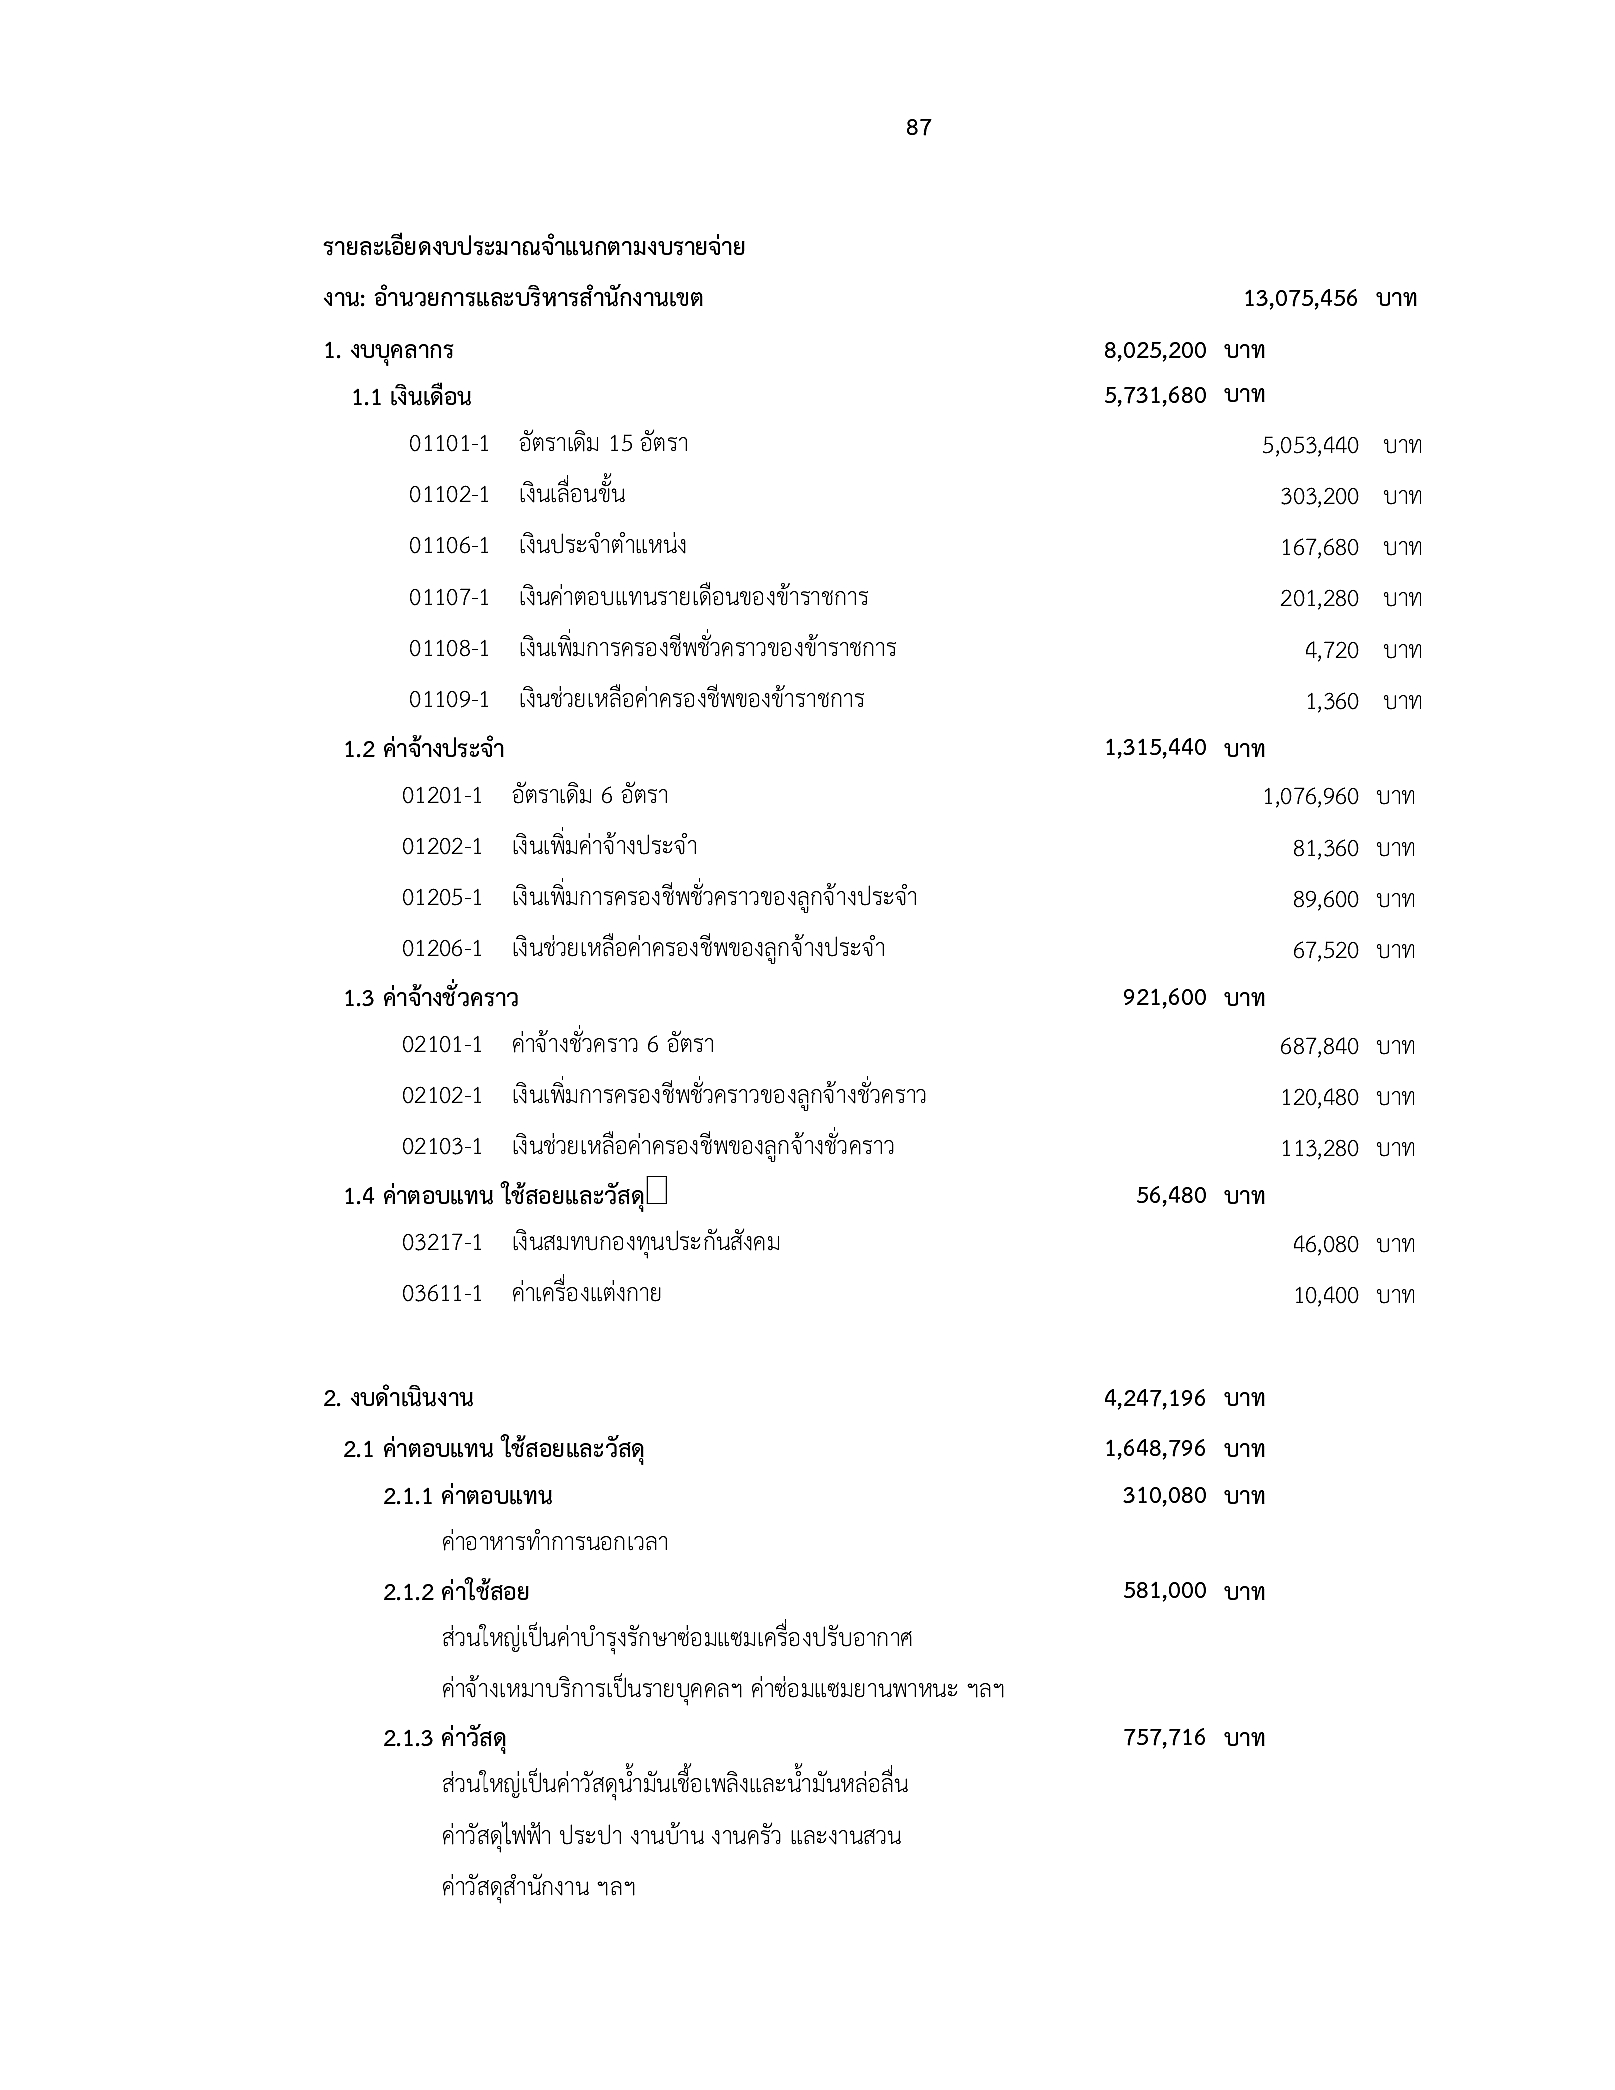 87
รายละเอียดงบประมาณจำแนกตามงบรายจ่าย
งาน: อำนวยการและบริหารสำนักงานเขต 13,075,456 บาท
1. งบบุคลากร 8,025,200 บาท
1.1 เงินเดือน 5,731,680 บาท
01101-1 อัตราเดิม 15 อัตรา 5,053,440 บาท
01102-1 เงินเลื่อนขั้น 303,200 บาท
01106-1 เงินประจำตำแหน่ง 167,680 บาท
01107-1 เงินค่าตอบแทนรายเดือนของข้าราชการ 201,280 บาท
01108-1 เงินเพิ่มการครองชีพชั่วคราวของข้าราชการ 4,720 บาท
01109-1 เงินช่วยเหลือค่าครองชีพของข้าราชการ 1,360 บาท
1.2 ค่าจ้างประจำ 1,315,440 บาท
01201-1 อัตราเดิม 6 อัตรา 1,076,960 บาท
01202-1 เงินเพิ่มค่าจ้างประจำ 81,360 บาท
01205-1 เงินเพิ่มการครองชีพชั่วคราวของลูกจ้างประจำ 89,600 บาท
01206-1 เงินช่วยเหลือค่าครองชีพของลูกจ้างประจำ 67,520 บาท
1.3 ค่าจ้างชั่วคราว 921,600 บาท
02101-1 ค่าจ้างชั่วคราว 6 อัตรา 687,840 บาท
02102-1 เงินเพิ่มการครองชีพชั่วคราวของลูกจ้างชั่วคราว 120,480 บาท
02103-1 เงินช่วยเหลือค่าครองชีพของลูกจ้างชั่วคราว 113,280 บาท
1.4 ค่าตอบแทน ใช้สอยและวัสดุ 56,480 บาท
03217-1 เงินสมทบกองทุนประกันสังคม 46,080 บาท
03611-1 ค่าเครื่องแต่งกาย 10,400 บาท
2. งบดำเนินงาน 4,247,196 บาท
2.1 ค่าตอบแทน ใช้สอยและวัสดุ 1,648,796 บาท
2.1.1 ค่าตอบแทน 310,080 บาท
ค่าอาหารทำการนอกเวลา
2.1.2 ค่าใช้สอย 581,000 บาท
ส่วนใหญ่เป็นค่าบำรุงรักษาซ่อมแซมเครื่องปรับอากาศ
ค่าจ้างเหมาบริการเป็นรายบุคคลฯ ค่าซ่อมแซมยานพาหนะ ฯลฯ
2.1.3 ค่าวัสดุ 757,716 บาท
ส่วนใหญ่เป็นค่าวัสดุน้ำมันเชื้อเพลิงและน้ำมันหล่อลื่น
ค่าวัสดุไฟฟ้า ประปา งานบ้าน งานครัว และงานสวน
ค่าวัสดุสำนักงาน ฯลฯ